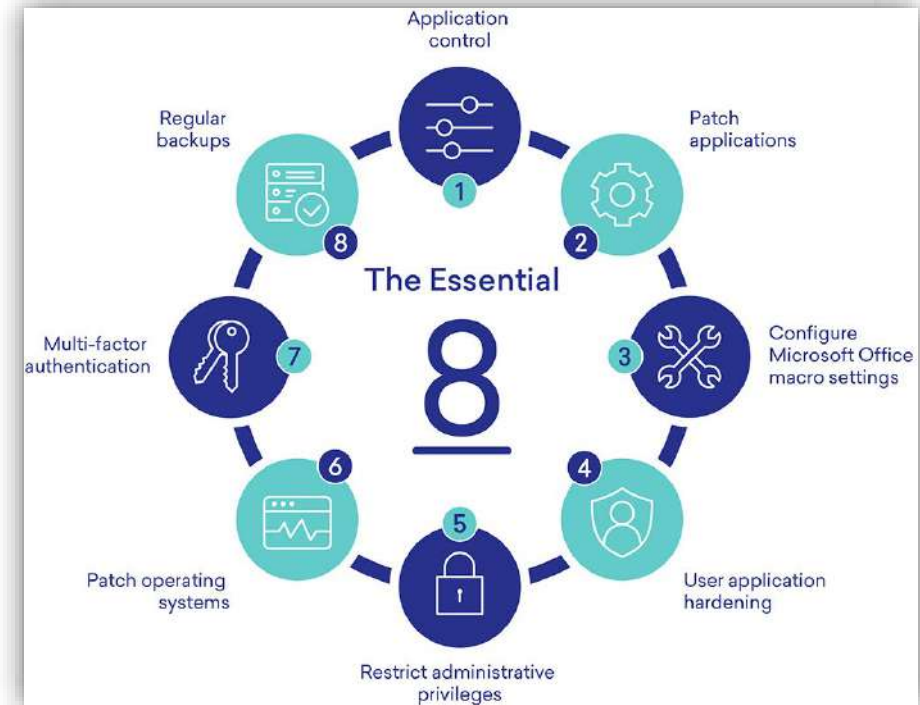 Application
control
1
Patch
applications
2
Configure
Microsoft Office
macro settings
3
User application
hardening
4
Restrict administrative
privileges
5
Patch operating
systems
6
Multi-factor
authentication
7
Regular
backups
8
The Essential
8